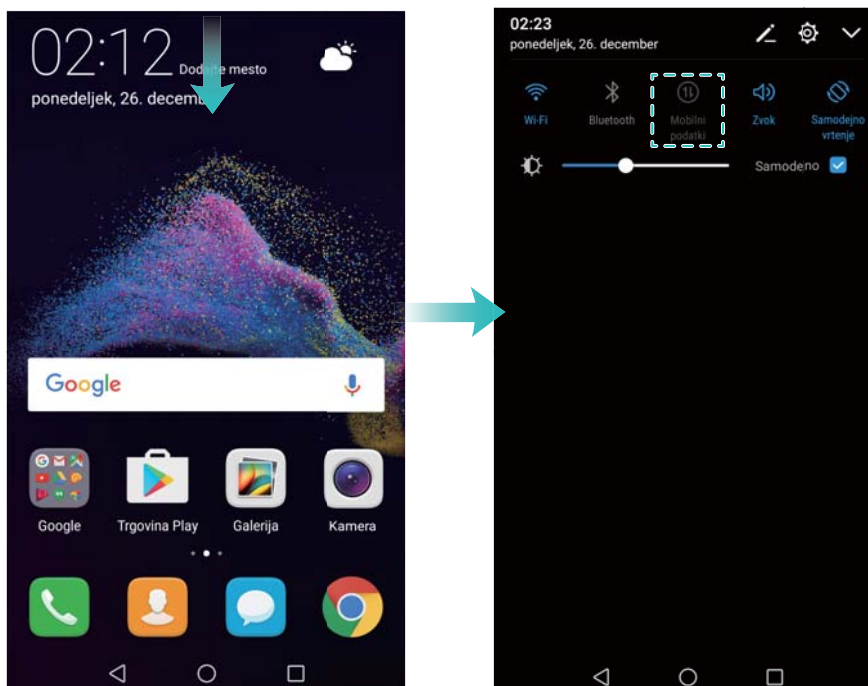 02:12 Dodajte mesto
ponedeljek, 26. december
Google
Google
Trgovina Play
Galerija
Kamera
02:23
ponedeljek, 26. december
Wi-Fi
Bluetooth
Mobilni
podatki
Zvok
Samodejno
vrtenje
Samodejno